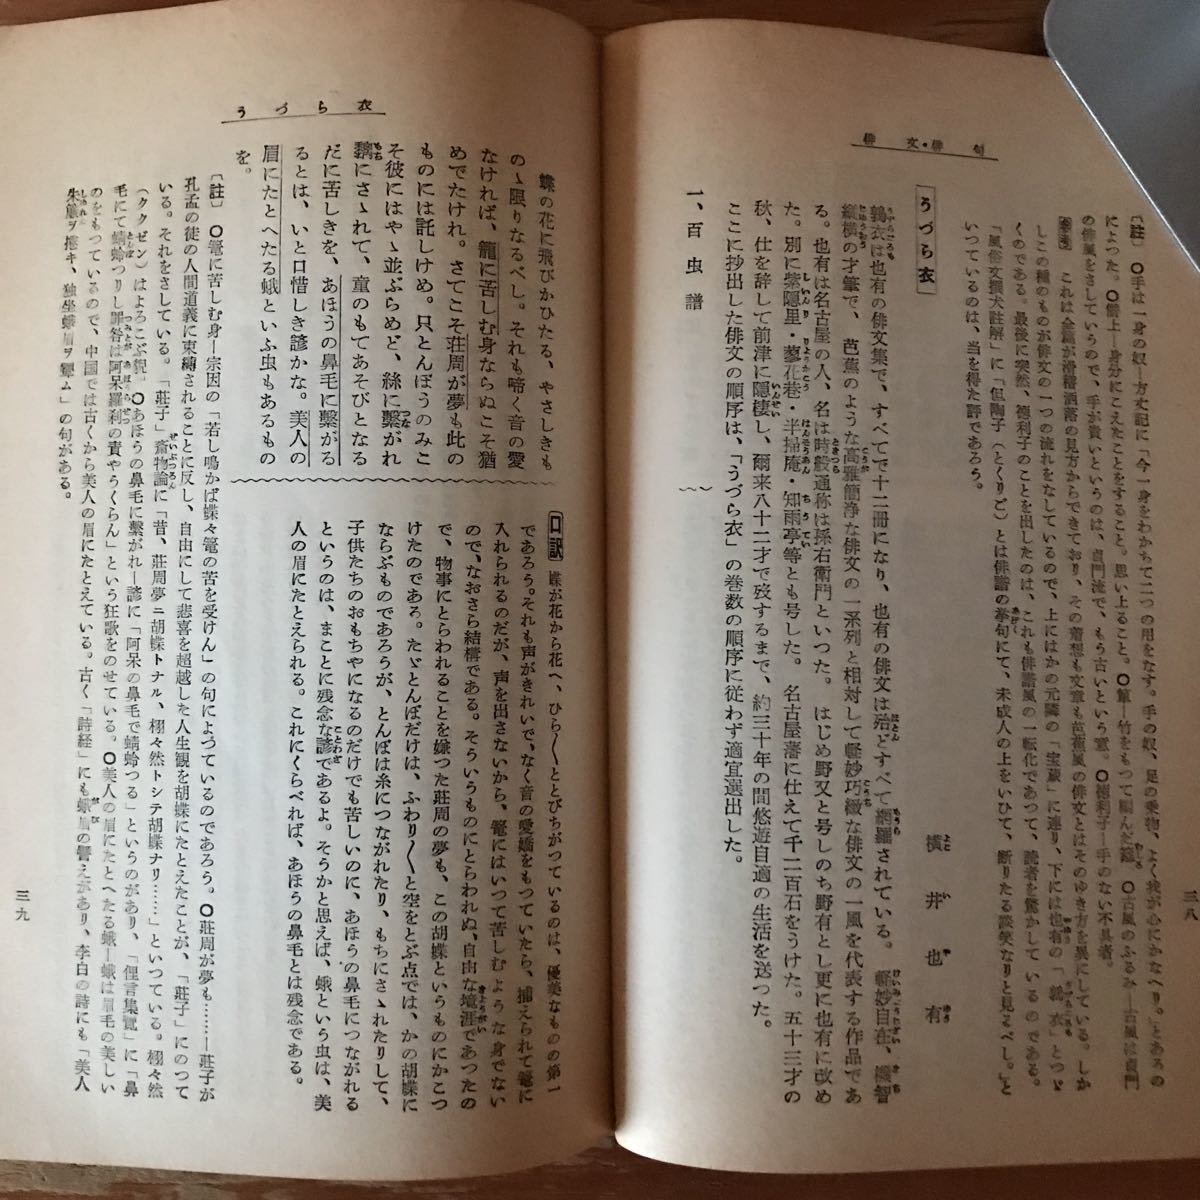 俳文・俳句
〔註〕 〇手は一身の奴―方丈記に「今一身をわかちて二つの用をなす。手の奴、足の乗物、よく我が心にかなへり。」とあるの
によつた。〇僭上―身分にこえたことをすること。思い上ること。〇簟―竹をもつて編んだ
の俳風をさしているので、手が貴いというのは、貞門流で、もう古いという意。〇徳利子―手のない不具者。
これは全篇が滑稽洒落の見方からできており、その着想も文章も芭蕉風の俳文とはそのゆき方を異にしている。しか
しこの種のものが俳文の一つの流れをなしているので、上にはかの元隣の「宝蔵」に連り、下には也有の「鶉衣」とつゞ
くのである。最後に突然、徳利子のことを出したのは、これも俳諧風の一転化であつて、読者を驚かしているのである。
「風俗文撰犬註解」に「但陶子(とくりご)とは俳諧の挙句にて、未成人の上をいひて、断りたる談笑なりと見るべし。」と
いつているのは、当を得た評であろう。
うづら衣
横井也有
鶉衣は也有の俳文集で、すべてで十二冊になり、也有の俳文は殆どすべて網羅されている。軽妙自在、機智
縦横の才筆で、芭蕉のような高雅簡浄な俳文の一系列と相対して軽妙巧緻な俳文の一風を代表する作品であ
る。也有は名古屋の人、名は時般通称は孫右衛門といつた。はじめ野又と号しのち野有とし更に也有に改め
た。別に紫隠里・蓼花巷・半掃庵・知雨亭等とも号した。名古屋藩に仕えて千二百石をうけた。五十三才の
秋、仕を辞して前津に隠棲し、爾来八十二才で歿するまで、約三十年の間悠遊自適の生活を送つた。
ここに抄出した俳文の順序は、「うづら衣」の巻数の順序に従わず適宜選出した。
一、百虫譜
三八
うづら衣
蝶の花に飛びかひたる、やさしきも
のゝ限りなるべし。それも啼く音の愛
なければ、籠に苦しむ身ならぬこそ猶
めでたけれ。さてこそ荘周が夢も此の
ものには託しけめ。只とんぼうのみこ
そ彼にはやゝ並ぶらめど、絲に繋がれ
黐にさゝれて、童のもてあそびとなる
だに苦しきを、あほうの鼻毛に繋がる
るとは、いと口惜しき諺かな。美人の
眉にたとへたる蛾といふ虫もあるもの
を。
口訳 蝶が花から花へ、ひら〳〵ととびちがつているのは、優美なものの第一
であろう。それも声がきれいで、なく音の愛嬌をもつていたら、捕えられて籠に
入れられるのだが、声を出さないから、籠にはいつて苦しむような身でない
ので、なおさら結構である。そういうものにとらわれぬ、自由な境涯であつたの
で、物事にとらわれることを嫌つた荘周の夢も、この胡蝶というものにかこつ
けたのである。たゞとんぼだけは、ふわり〳〵と空をとぶ点では、かの胡蝶に
ならぶものであろうが、とんぼは糸につながれたり、もちにさゝれたりして、
子供たちのおもちやになるのだけでも苦しいのに、あほうの鼻毛につながれる
というのは、まことに残念な諺であるよ。そうかと思えば、蛾という虫は、美
人の眉にたとえられる。これにくらべれば、あほうの鼻毛とは残念である。
〔註〕 〇籠に苦しむ身―宗因の「若し鳴かば蝶々籠の苦を受けん」の句によつているのであろう。〇荘周が夢も………―荘子が
孔孟の徒の人間道義に束縛されることに反し、自由にして悲喜を超越した人生観を胡蝶にたとえたことが、「荘子」にのつて
いる。それをさしている。「荘子」斎物論に「昔、荘周夢ニ胡蝶トナル、栩々然トシテ胡蝶ナリ……」といつている。栩々然
(ククゼン)はよろこぶ貌。〇あほうの鼻毛に繋がれ―諺に「阿呆の鼻毛で蜻蛉つる」というのがあり、「俚言集覧」に「鼻
毛にて蜻蛉つりし罪咎は阿呆羅刹の責やうくらん」という狂歌をのせている。〇美人の眉にたとへたる蛾―蛾は眉毛の美しい
のをもつているので、中国では古くから美人の眉にたとえている。古く「詩経」にも蛾眉の譬えがあり、李白の詩にも「美人
朱簾ヲ捲キ、独坐蛾眉ヲ顰ム」の句がある。
三九